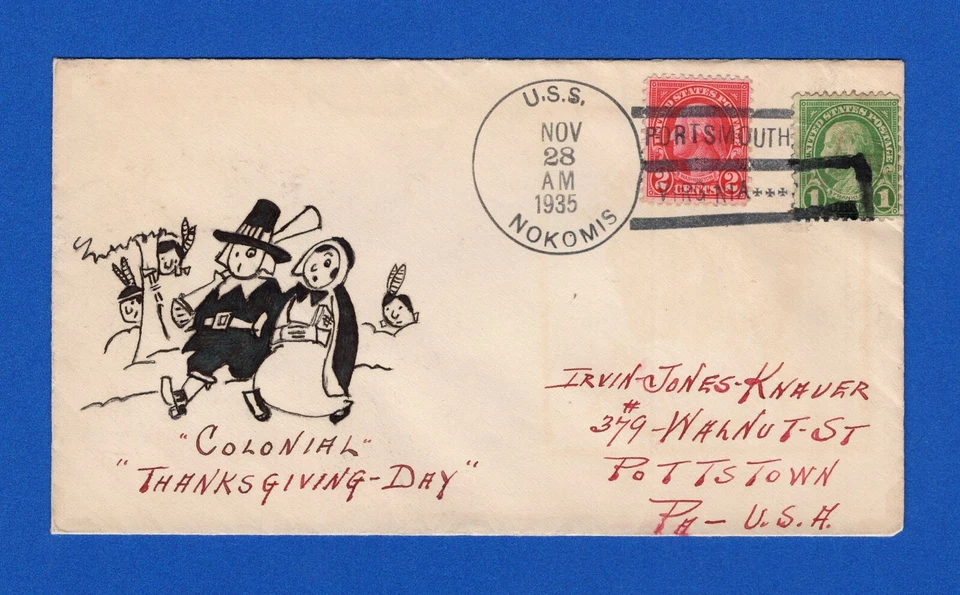 U.S.S.
NOV
28
AM
1935
NOKOMIS
PORTSMOUTH,
VIRGINIA
UNITED STATES POSTAGE
2 CENTS 2
UNITED STATES POSTAGE
1 1
"COLONIAL"
"THANKSGIVING-DAY"
IRVIN-JONES-KNAUER
#
379-WALNUT-ST
POTTSTOWN
PA- U.S.A.